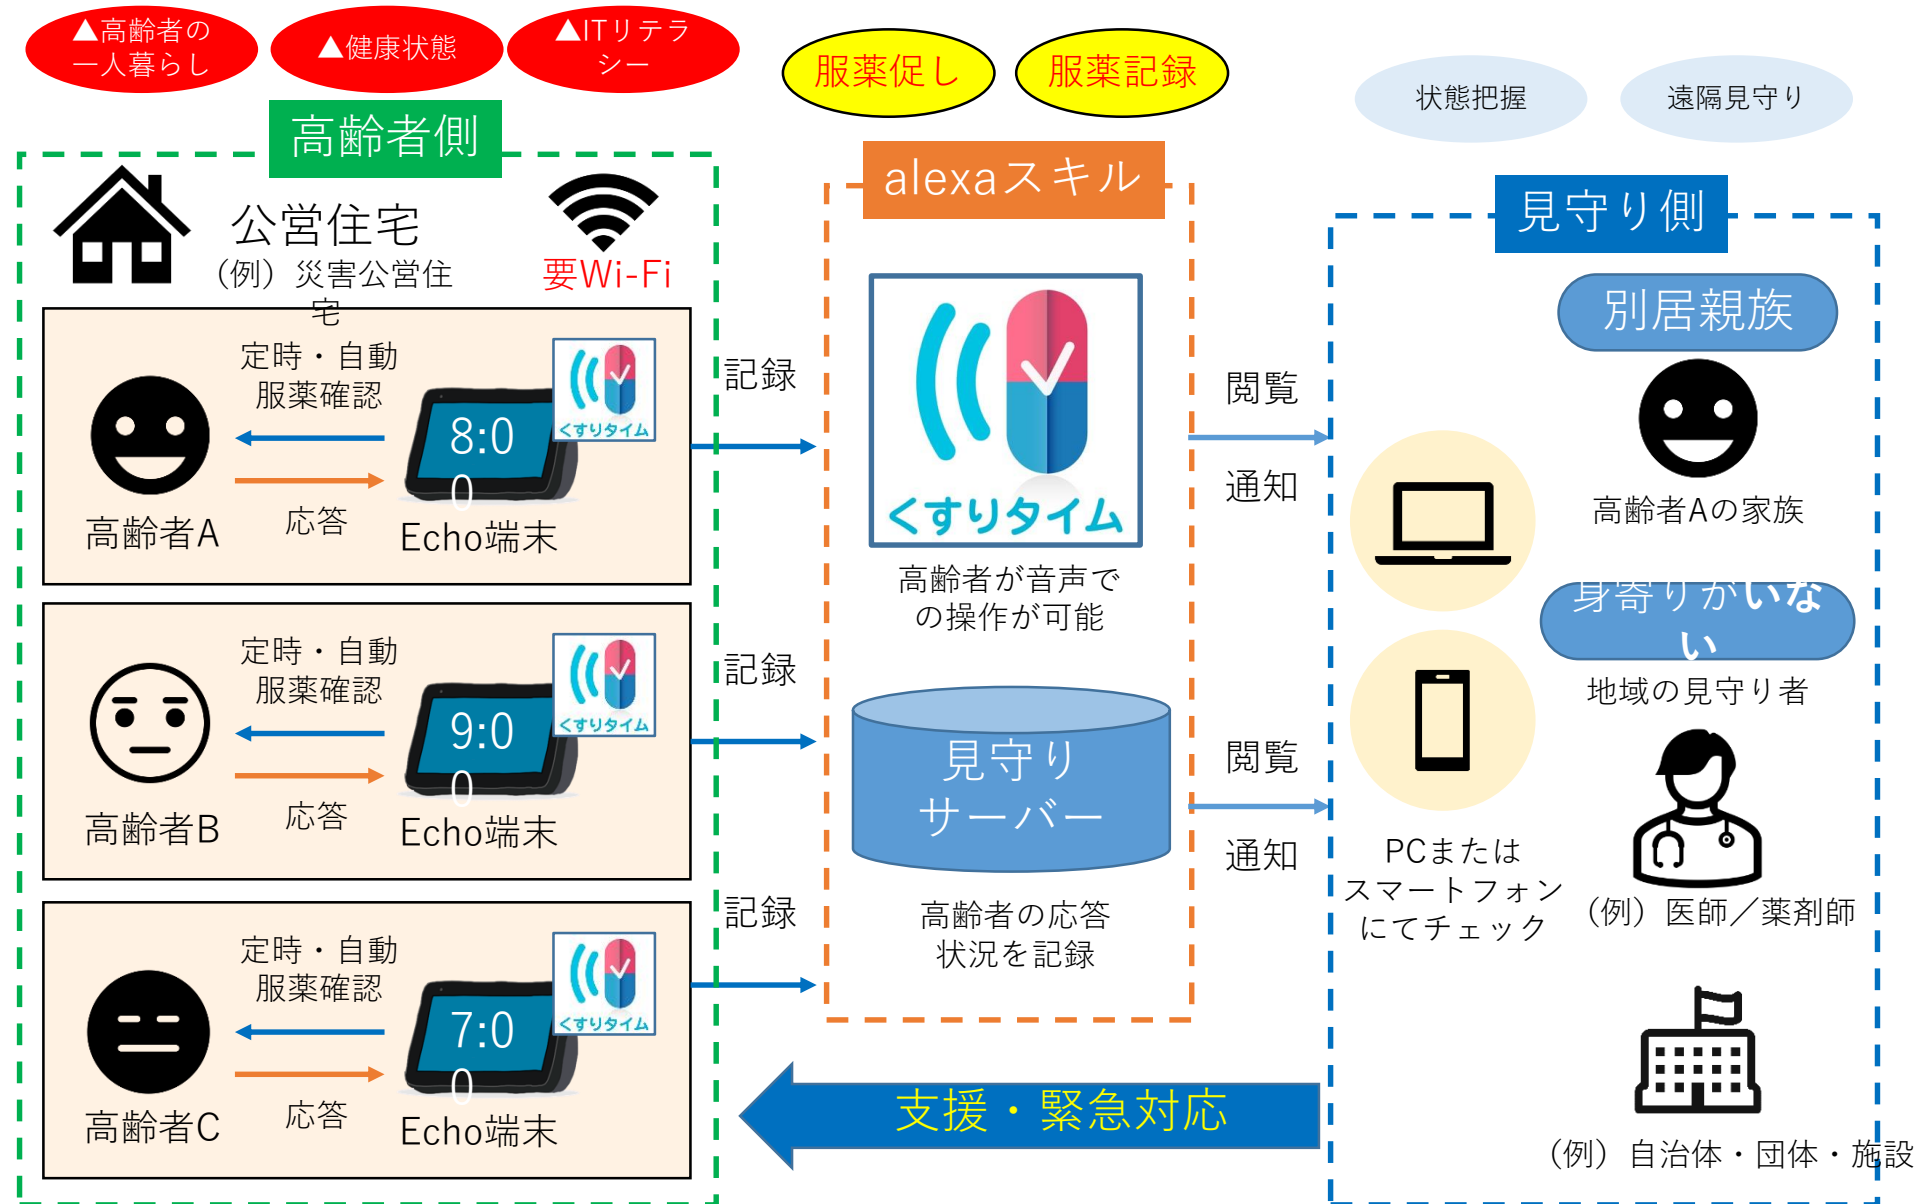 ▲高齢者の
一人暮らし
▲健康状態
▲ITリテラ
シー
服薬促し
服薬記録
状態把握
遠隔見守り
高齢者側
公営住宅
（例）災害公営住
宅
要Wi-Fi
定時・自動
服薬確認
8:0
0
くすりタイム
応答
高齢者A
Echo端末
記録
定時・自動
服薬確認
9:0
0
くすりタイム
応答
高齢者B
Echo端末
記録
定時・自動
服薬確認
7:0
0
くすりタイム
応答
高齢者C
Echo端末
記録
alexaスキル
くすりタイム
高齢者が音声で
の操作が可能
見守り
サーバー
高齢者の応答
状況を記録
閲覧
通知
閲覧
通知
見守り側
別居親族
高齢者Aの家族
身寄りがいな
い
地域の見守り者
PCまたは
スマートフォン
にてチェック
（例）医師／薬剤師
（例）自治体・団体・施設
支援・緊急対応